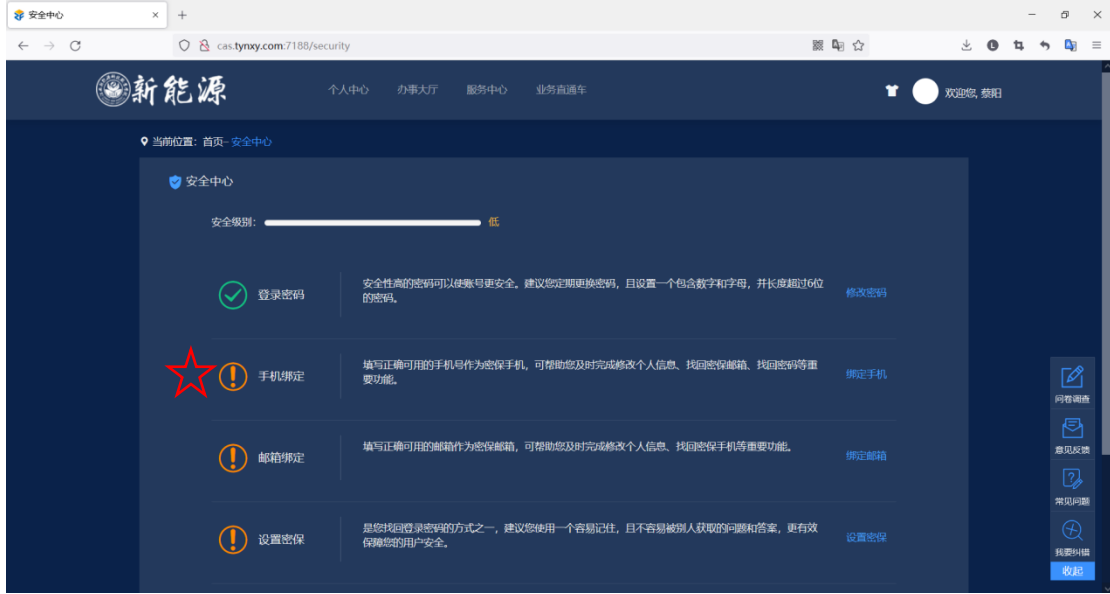 安全中心
cas.tynxy.com:7188/security
新能源
个人中心 办事大厅 服务中心 业务直通车
欢迎您, 蔡阳
当前位置：首页-安全中心
安全中心
安全级别： 低
登录密码
安全性高的密码可以使账号更安全。建议您定期更换密码，且设置一个包含数字和字母，并长度超过6位
的密码。
修改密码
手机绑定
填写正确可用的手机号作为密保手机，可帮助您及时完成修改个人信息、找回密保邮箱、找回密码等重
要功能。
绑定手机
邮箱绑定
填写正确可用的邮箱作为密保邮箱，可帮助您及时完成修改个人信息、找回密保手机等重要功能。
绑定邮箱
设置密保
是您找回登录密码的方式之一，建议您使用一个容易记住，且不容易被别人获取的问题和答案，更有效
保障您的用户安全。
设置密保
问卷调查
意见反馈
常见问题
我要纠错
收起